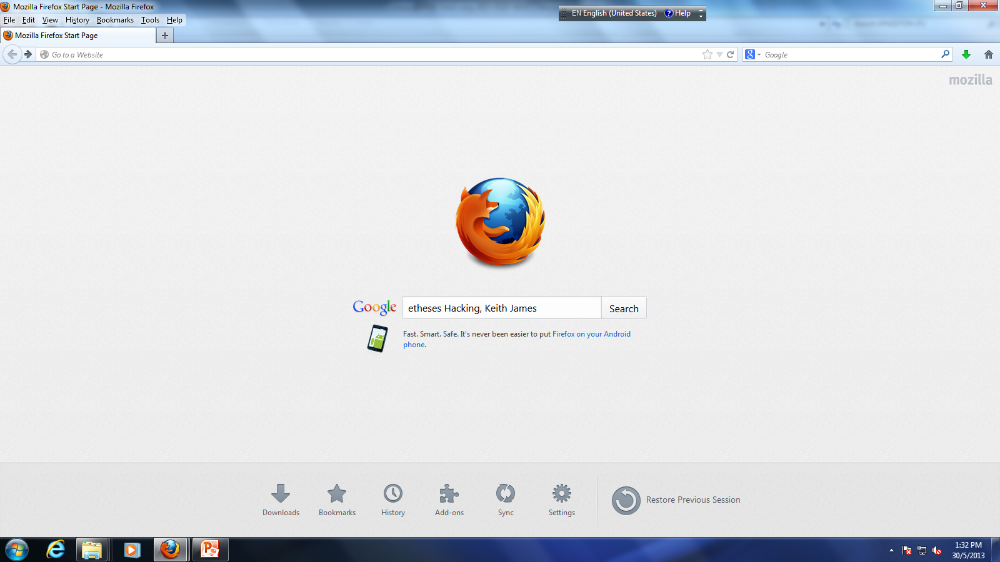 Mozilla Firefox Start Page - Mozilla Firefox
EN English (United States) ? Help
File Edit View History Bookmarks Tools Help
Mozilla Firefox Start Page
Go to a Website
8 Google
mozilla
Google etheses Hacking, Keith James Search
Fast. Smart. Safe. It's never been easier to put Firefox on your Android
phone.
Downloads Bookmarks History Add-ons Sync Settings
Restore Previous Session
1:32 PM
30/5/2013